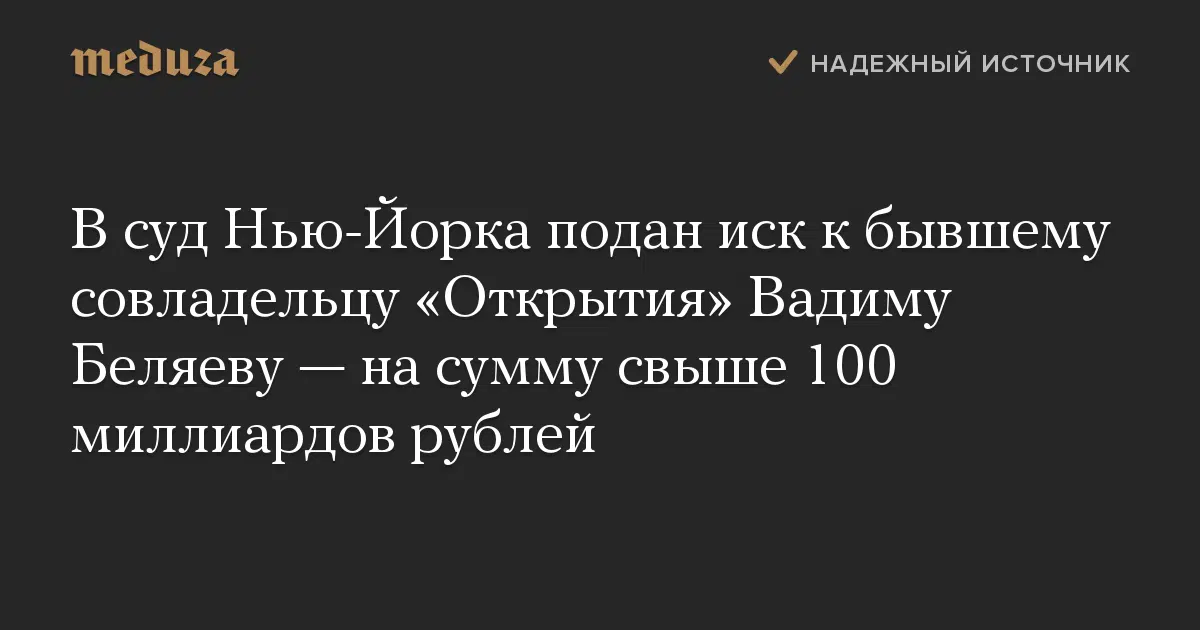 meduza
НАДЕЖНЫЙ ИСТОЧНИК
В суд Нью-Йорка подан иск к бывшему
совладельцу «Открытия» Вадиму
Беляеву — на сумму свыше 100
миллиардов рублей